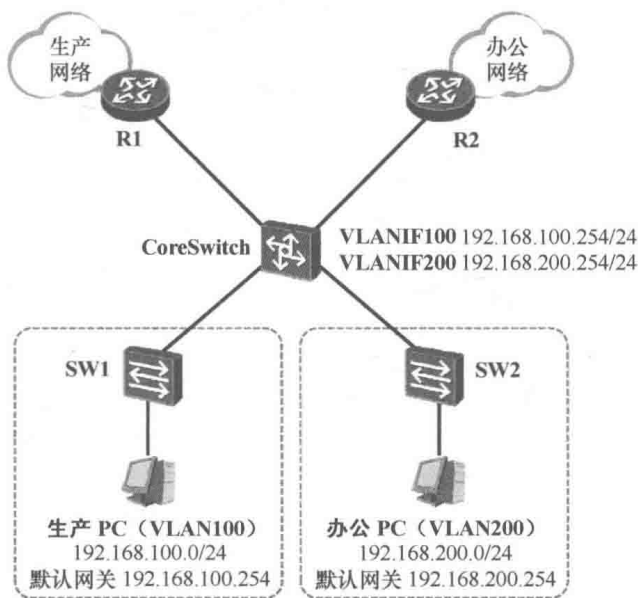 生产
网络
办公
网络
R1
R2
CoreSwitch
VLANIF100 192.168.100.254/24
VLANIF200 192.168.200.254/24
SW1
SW2
生产 PC（VLAN100）
192.168.100.0/24
默认网关 192.168.100.254
办公 PC（VLAN200）
192.168.200.0/24
默认网关 192.168.200.254